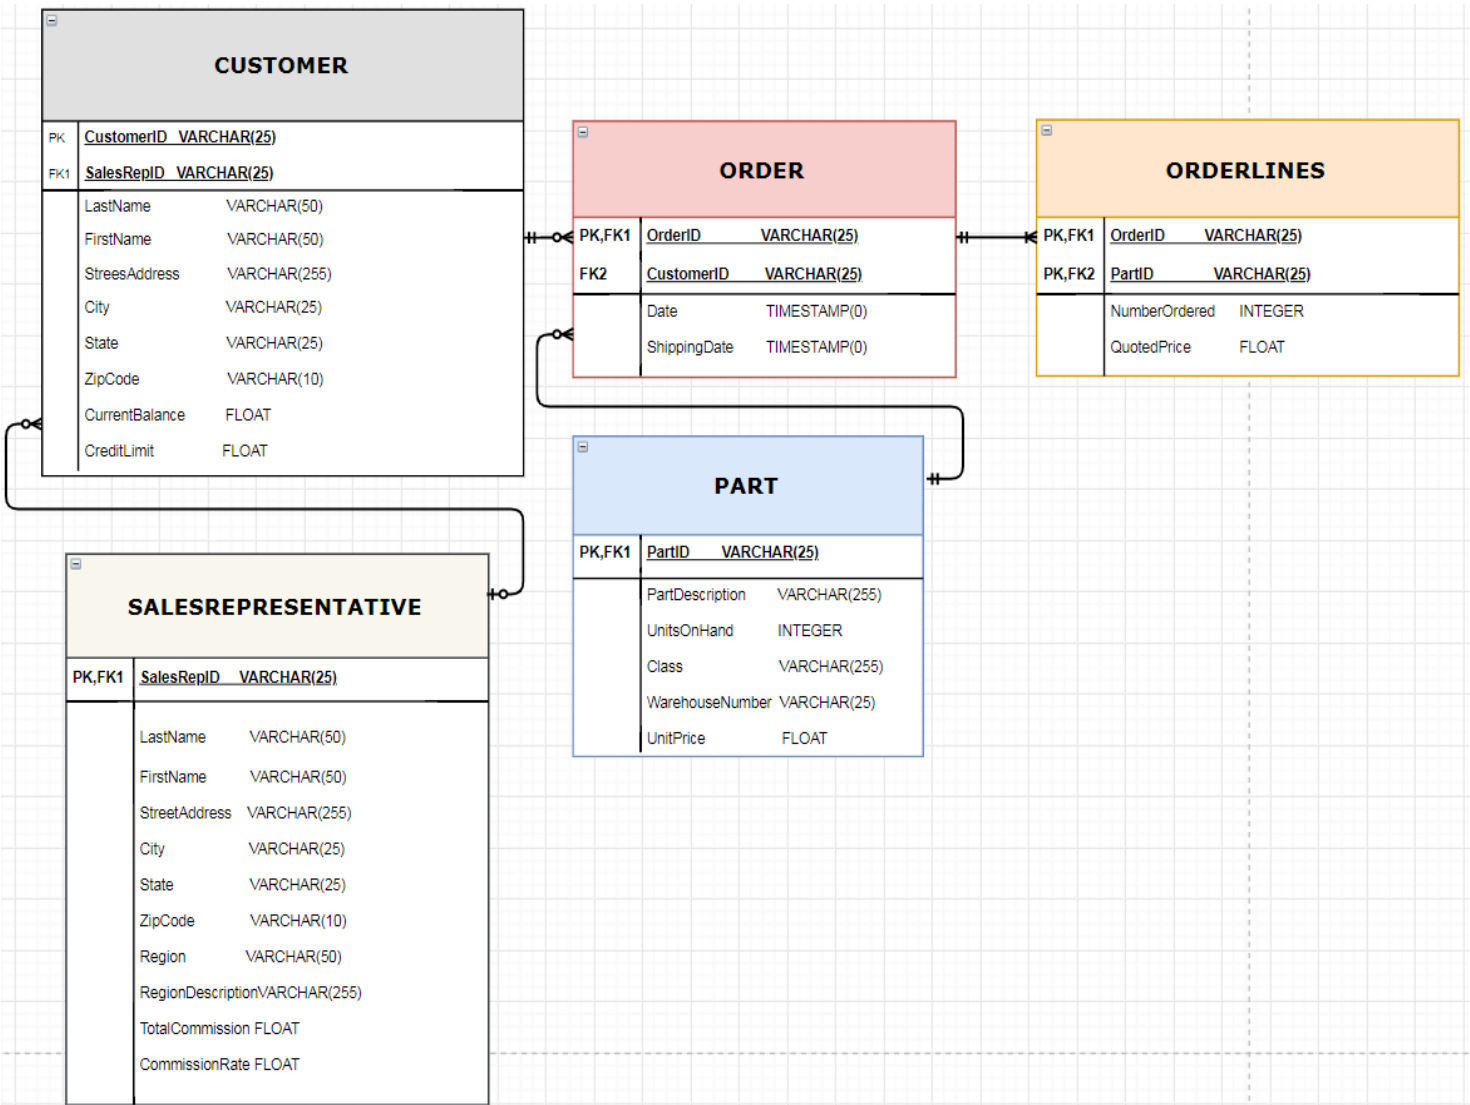 CUSTOMER
PK CustomerID VARCHAR(25)
FK1 SalesRepID VARCHAR(25)
LastName VARCHAR(50)
FirstName VARCHAR(50)
StreesAddress VARCHAR(255)
City VARCHAR(25)
State VARCHAR(25)
ZipCode VARCHAR(10)
CurrentBalance FLOAT
CreditLimit FLOAT
ORDER
PK,FK1 OrderID VARCHAR(25)
FK2 CustomerID VARCHAR(25)
Date TIMESTAMP(0)
ShippingDate TIMESTAMP(0)
ORDERLINES
PK,FK1 OrderID VARCHAR(25)
PK,FK2 PartID VARCHAR(25)
NumberOrdered INTEGER
QuotedPrice FLOAT
PART
PK,FK1 PartID VARCHAR(25)
PartDescription VARCHAR(255)
UnitsOnHand INTEGER
Class VARCHAR(255)
WarehouseNumber VARCHAR(25)
UnitPrice FLOAT
SALESREPRESENTATIVE
PK,FK1 SalesRepID VARCHAR(25)
LastName VARCHAR(50)
FirstName VARCHAR(50)
StreetAddress VARCHAR(255)
City VARCHAR(25)
State VARCHAR(25)
ZipCode VARCHAR(10)
Region VARCHAR(50)
RegionDescriptionVARCHAR(255)
TotalCommission FLOAT
CommissionRate FLOAT